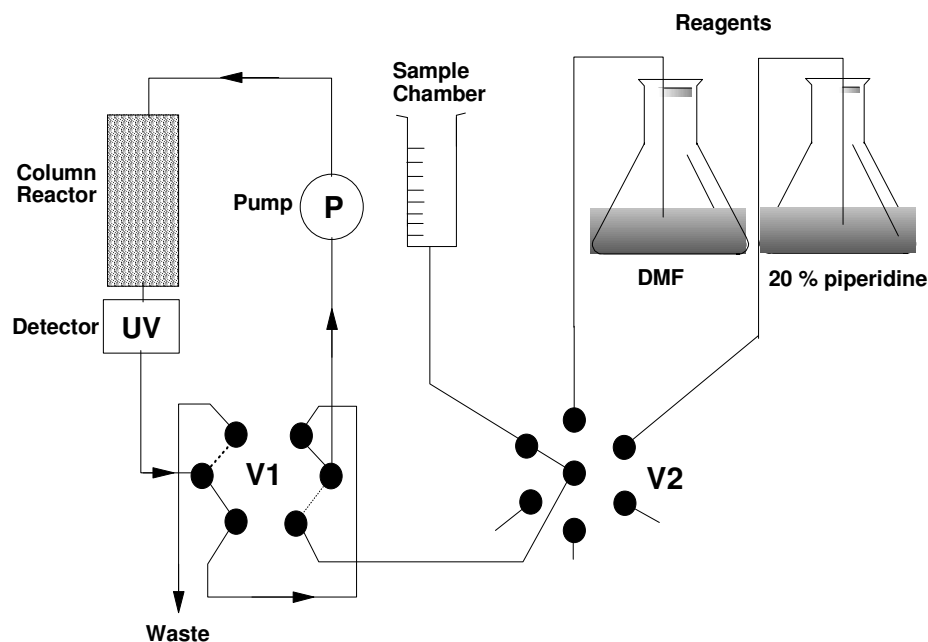 Reagents
Sample
Chamber
Column
Reactor
Pump
P
DMF
20 % piperidine
Detector
UV
V1
V2
Waste